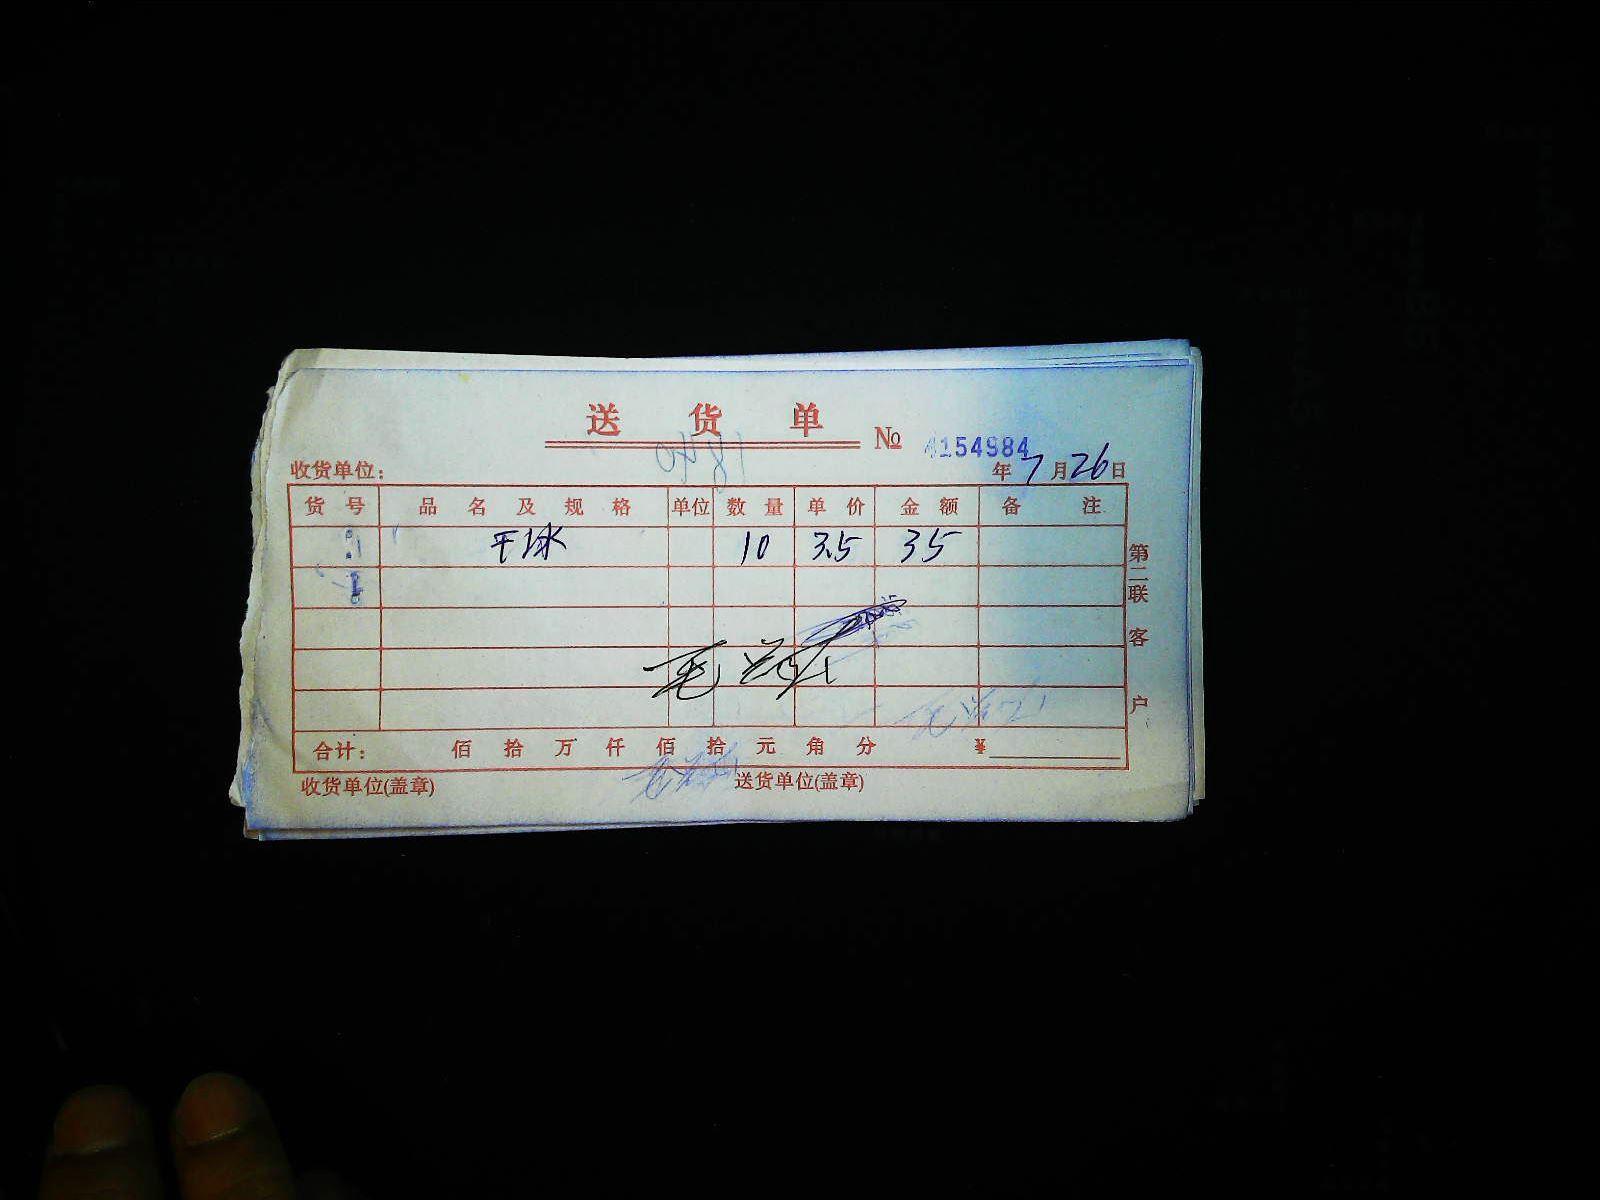 送货单 № 4154984
收货单位： 年7月26日
货号 品名及规格 单位 数量 单价 金额 备注
干冰 10 3.5 35
合计： 佰拾万仟佰拾元角分 ¥
收货单位(盖章) 送货单位(盖章)
第二联 客户